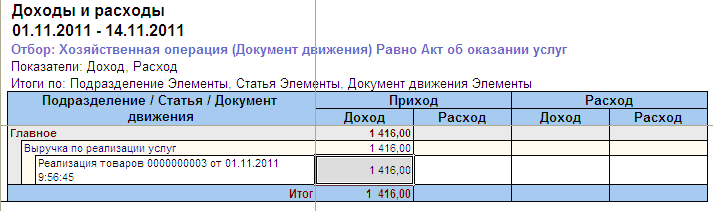 Доходы и расходы
01.11.2011 - 14.11.2011
Отбор: Хозяйственная операция (Документ движения) Равно Акт об оказании услуг
Показатели: Доход, Расход
Итоги по: Подразделение Элементы, Статья Элементы, Документ движения Элементы
Подразделение / Статья / Документ движения Приход Расход
Доход Расход Доход Расход
Главное 1 416,00
Выручка по реализации услуг 1 416,00
Реализация товаров 0000000003 от 01.11.2011 9:56:45 1 416,00
Итог 1 416,00